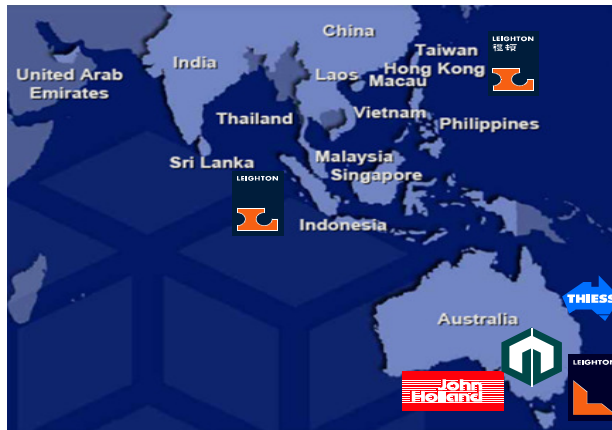 China
LEIGHTON
禮頓
Taiwan
India
Hong Kong
Laos
Macau
United Arab
Emirates
Vietnam
Thailand
Philippines
Malaysia
Sri Lanka
Singapore
LEIGHTON
Indonesia
THIESS
Australia
LEIGHTON
John
Holland